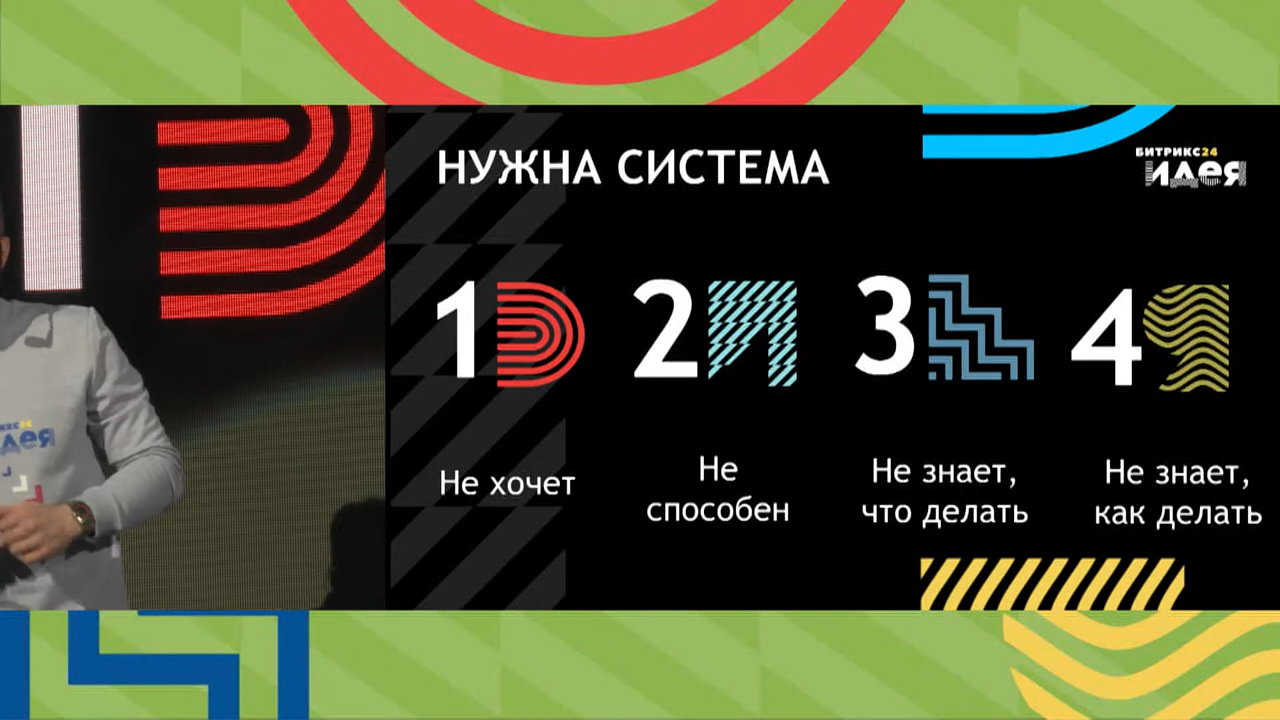 НУЖНА СИСТЕМА
БИТРИКС24
идея
1
2
3
4
Не хочет
Не
способен
Не знает,
что делать
Не знает,
как делать